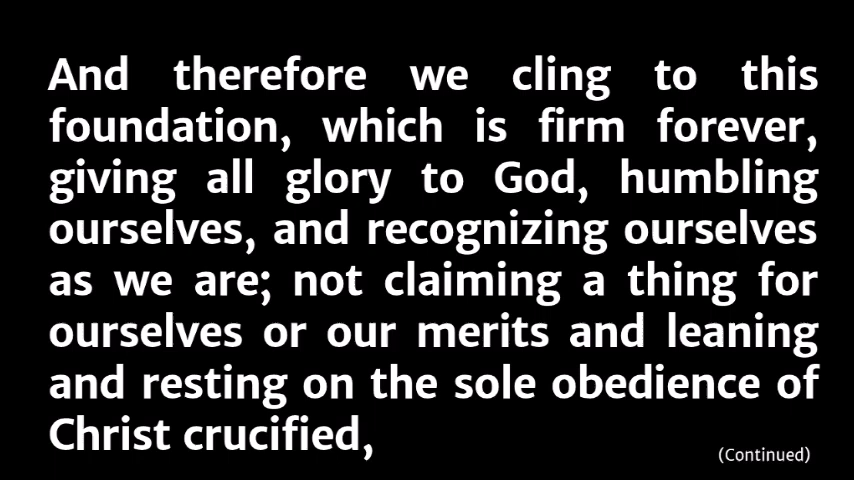 And therefore we cling to this
foundation, which is firm forever,
giving all glory to God, humbling
ourselves, and recognizing ourselves
as we are; not claiming a thing for
ourselves or our merits and leaning
and resting on the sole obedience of
Christ crucified,
(Continued)